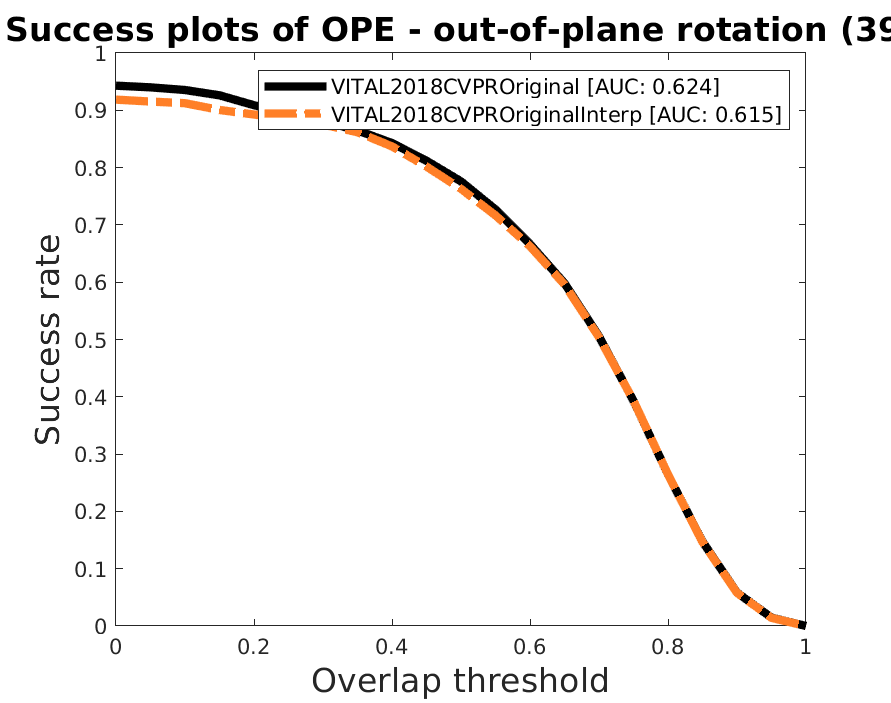 Success plots of OPE - out-of-plane rotation (39
VITAL2018CVPROriginal [AUC: 0.624]
VITAL2018CVPROriginalInterp [AUC: 0.615]
1
0.9
0.8
0.7
0.6
0.5
0.4
0.3
0.2
0.1
0
Success rate
0 0.2 0.4 0.6 0.8 1
Overlap threshold